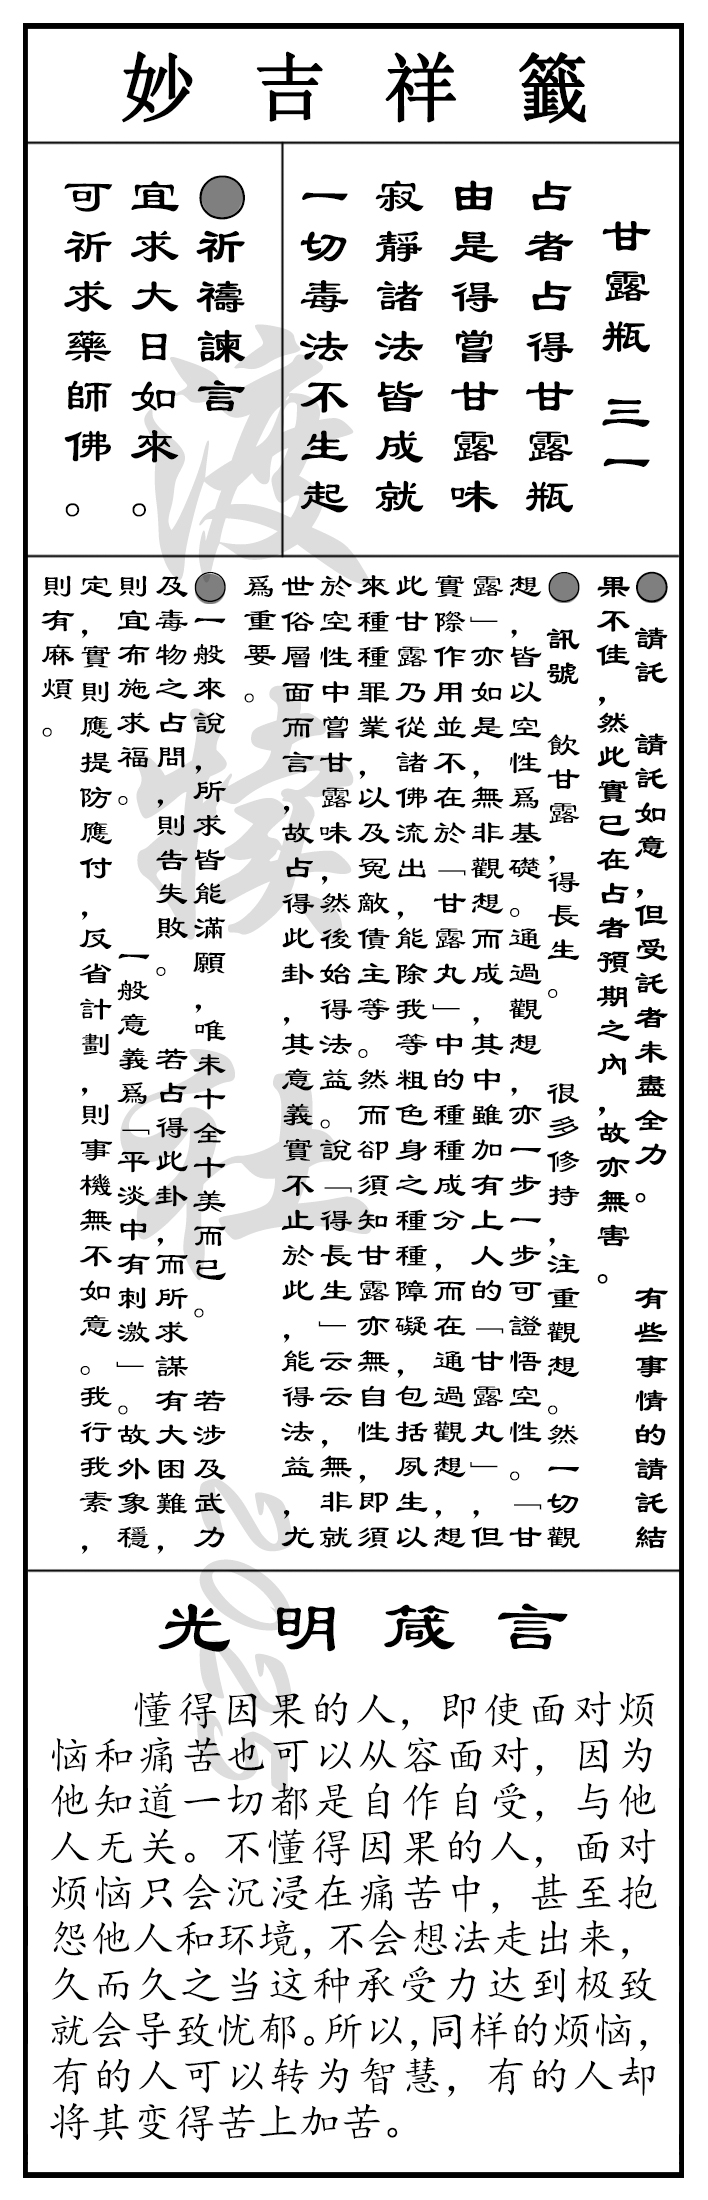 妙吉祥籤
甘露瓶 三一
占者占得甘露瓶
由是得嘗甘露味
寂靜諸法皆成就
一切毒法不生起
●祈禱諫言
宜求大日如來。
可祈求藥師佛。
●請託　請託如意，但受託者未盡全力。　有些事情的請託結
果不佳，然此實已在占者預期之內，故亦無害。
●訊號　飲甘露，得長生。　很多修持，注重觀想。然一切觀
想，皆以空性爲基礎。通過觀想，亦一步一步可證悟空性。「甘
露」亦如是，無非觀想而成，其中雖加有上人的「甘露丸」，但
實際作用並不在於「甘露丸」中的種種成分，而在通過觀想，想
此甘露乃從諸佛流出，能除我等粗色身之種種障礙，包括夙生以
來種種罪業，以及冤敵債主等。然而卻須知甘露亦無自性，即須
於空性中嘗甘露味，然後始得法益。說「得長生」云云，無非就
世俗層面而言，故占得此卦，其意義實不止於此，能得法益，尤
爲重要。
●一般來說，所求皆能滿願，唯未十全十美而已。　若涉及武力
及毒物之占問，則告失敗。　若占得此卦，而所求謀有大困難，
則宜布施求福。　一般意義爲「平淡中有刺激」。故外象穩
定，實則應提防應付，反省計劃，則事機無不如意。我行我素，
則有麻煩。
光明箴言
懂得因果的人，即使面对烦
恼和痛苦也可以从容面对，因为
他知道一切都是自作自受，与他
人无关。不懂得因果的人，面对
烦恼只会沉浸在痛苦中，甚至抱
怨他人和环境，不会想法走出来，
久而久之当这种承受力达到极致
就会导致忧郁。所以，同样的烦恼，
有的人可以转为智慧，有的人却
将其变得苦上加苦。
渡犊社2025